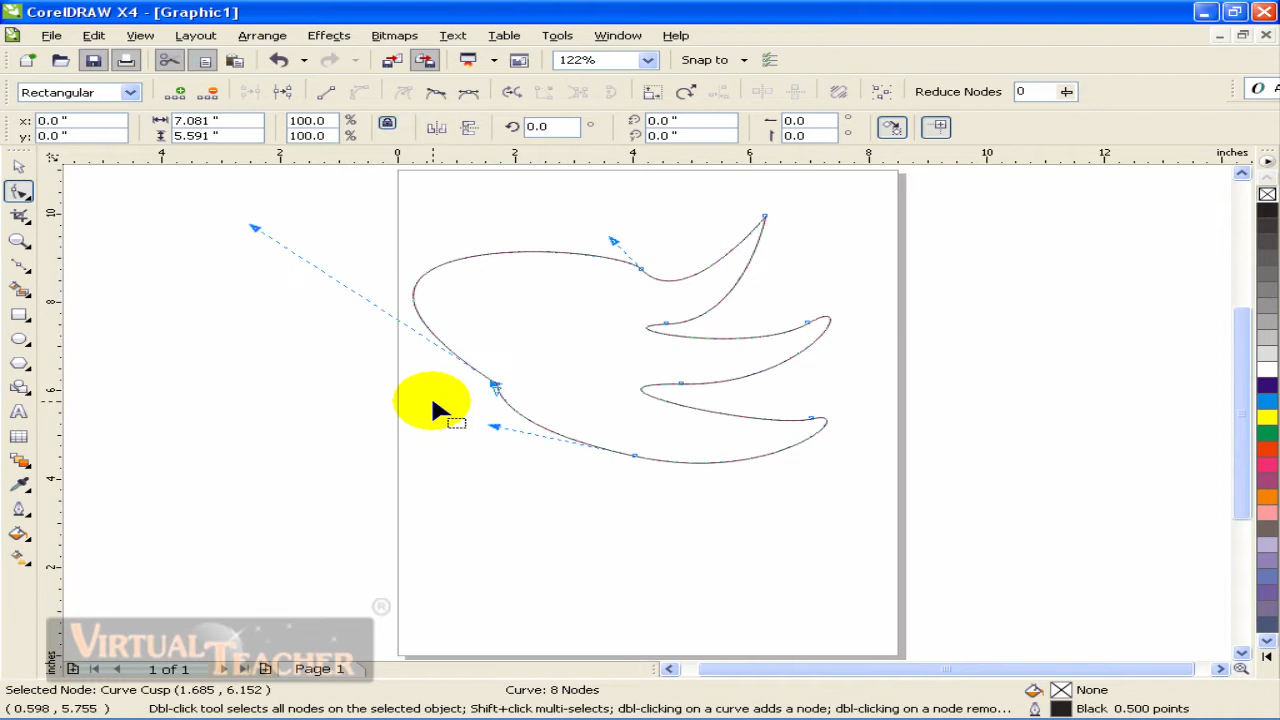 CorelDRAW X4 - [Graphic1]
File Edit View Layout Arrange Effects Bitmaps Text Table Tools Window Help
122% Snap to
Rectangular Reduce Nodes 0
x: 0.0 " 7.081 " 100.0 % 0.0 ° 0.0 " 0.0 °
y: 0.0 " 5.591 " 100.0 % 0.0 " 0.0
2 0 2 4 6 8 10 12 inches
10
8
6
4
2
inches
A
®
VIRTUAL TEACHER
1 of 1 Page 1
Selected Node: Curve Cusp (1.685, 6.152 ) Curve: 8 Nodes None
( 0.598 , 5.755 ) Dbl-click tool selects all nodes on the selected object; Shift+click multi-selects; dbl-clicking on a curve adds a node; dbl-clicking on a node remo... Black 0.500 points